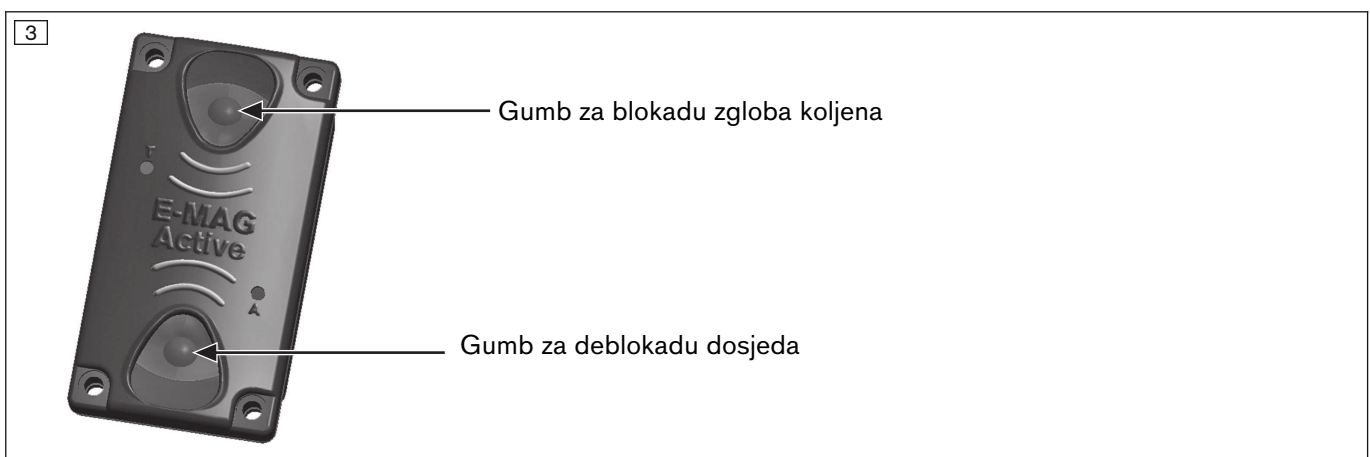 3
Gumb za blokadu zgloba koljena
T
E-MAG
Active
A
Gumb za deblokadu dosjeda